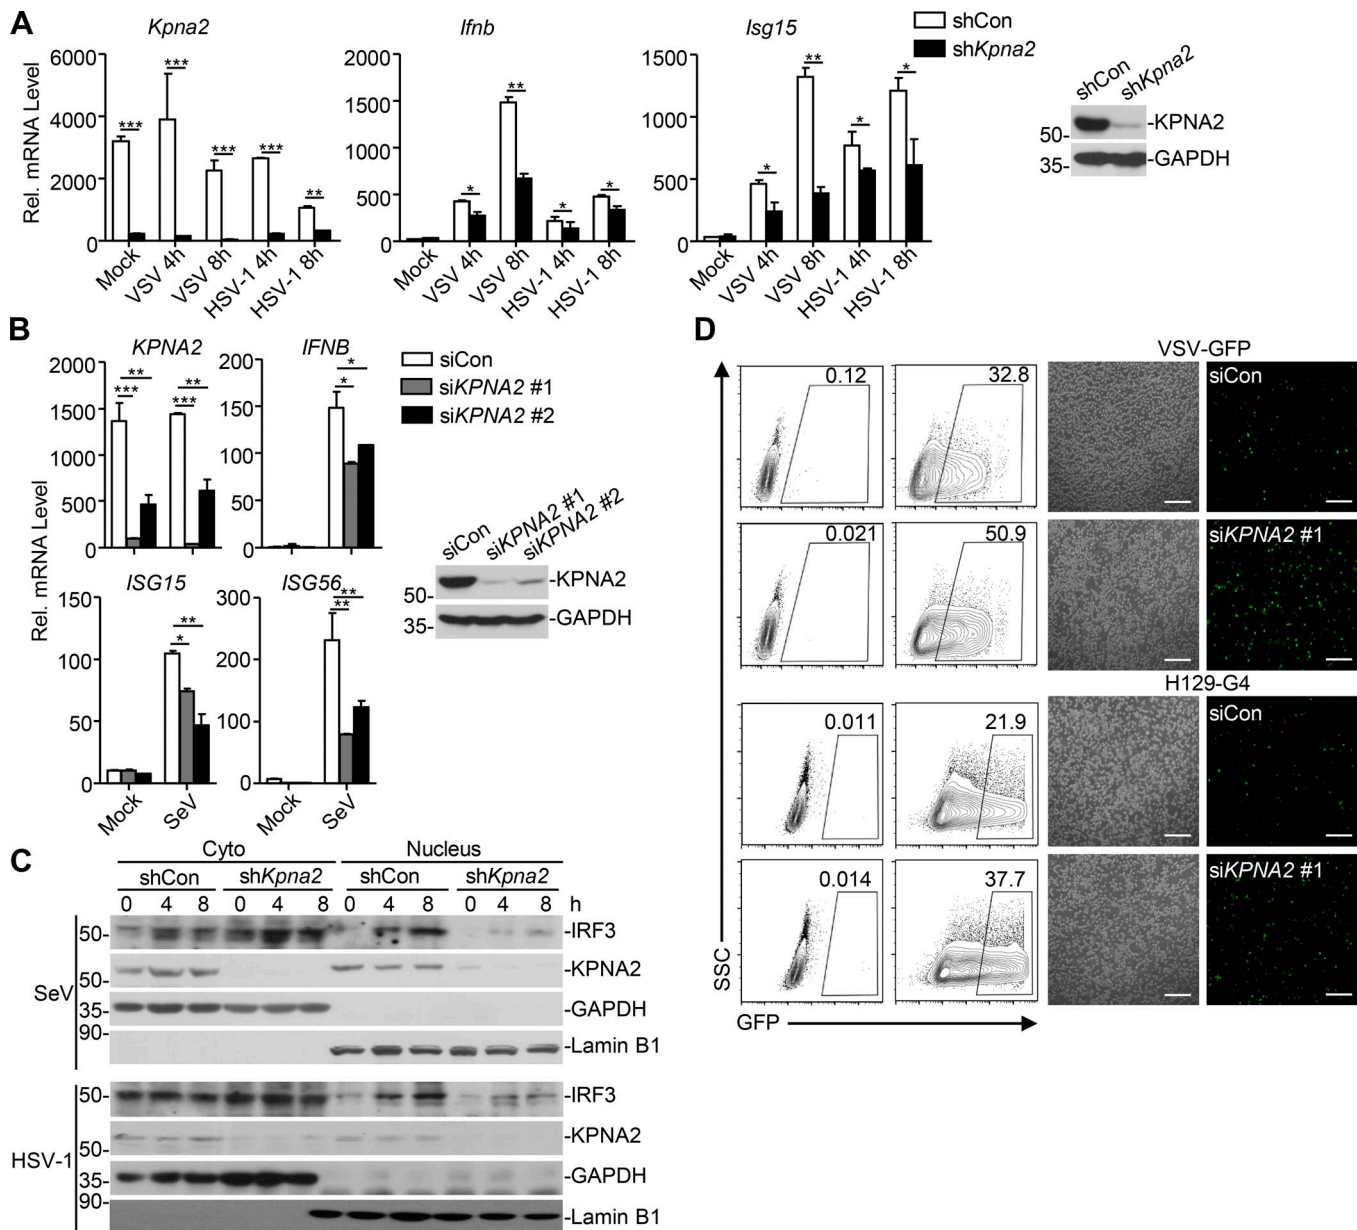 A
Kpna2
Ifnb
Isg15
shCon
shKpna2
Rel. mRNA Level
6000
4000
2000
0
***
***
***
***
**
Mock
VSV 4h
VSV 8h
HSV-1 4h
HSV-1 8h
2000
1500
1000
500
0
*
**
*
*
Mock
VSV 4h
VSV 8h
HSV-1 4h
HSV-1 8h
1500
1000
500
0
*
**
*
*
Mock
VSV 4h
VSV 8h
HSV-1 4h
HSV-1 8h
shCon
shKpna2
50-
-KPNA2
35-
-GAPDH
B
KPNA2
IFNB
siCon
siKPNA2 #1
siKPNA2 #2
Rel. mRNA Level
2000
1500
1000
500
0
**
***
**
***
200
150
100
50
0
*
*
ISG15
ISG56
150
100
50
0
**
*
Mock
SeV
300
200
100
0
**
**
Mock
SeV
siCon
siKPNA2 #1
siKPNA2 #2
50-
-KPNA2
35-
-GAPDH
C
Cyto
Nucleus
shCon
shKpna2
shCon
shKpna2
0 4 8 0 4 8 0 4 8 0 4 8 h
SeV
50-
-IRF3
50-
-KPNA2
35-
-GAPDH
90-
-Lamin B1
HSV-1
50-
-IRF3
50-
-KPNA2
35-
-GAPDH
90-
-Lamin B1
D
VSV-GFP
0.12
32.8
siCon
0.021
50.9
siKPNA2 #1
H129-G4
0.011
21.9
siCon
0.014
37.7
siKPNA2 #1
SSC
GFP